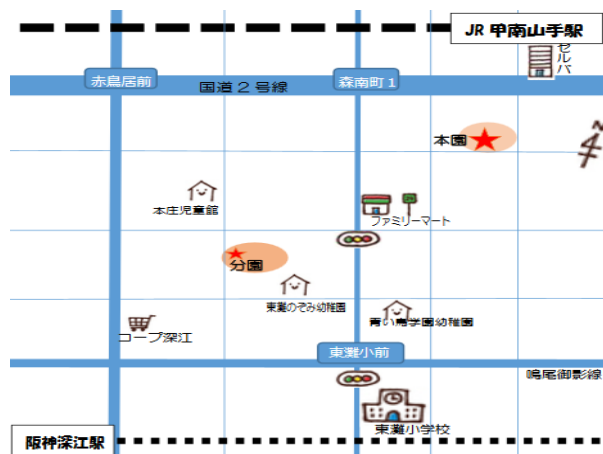 JR 甲南山手駅
セルバ
赤鳥居前
国道2号線
森南町1
本園
N
本庄児童館
ファミリーマート
分園
東灘のぞみ幼稚園
青い鳥学園幼稚園
コープ深江
東灘小前
鳴尾御影線
東灘小学校
阪神深江駅